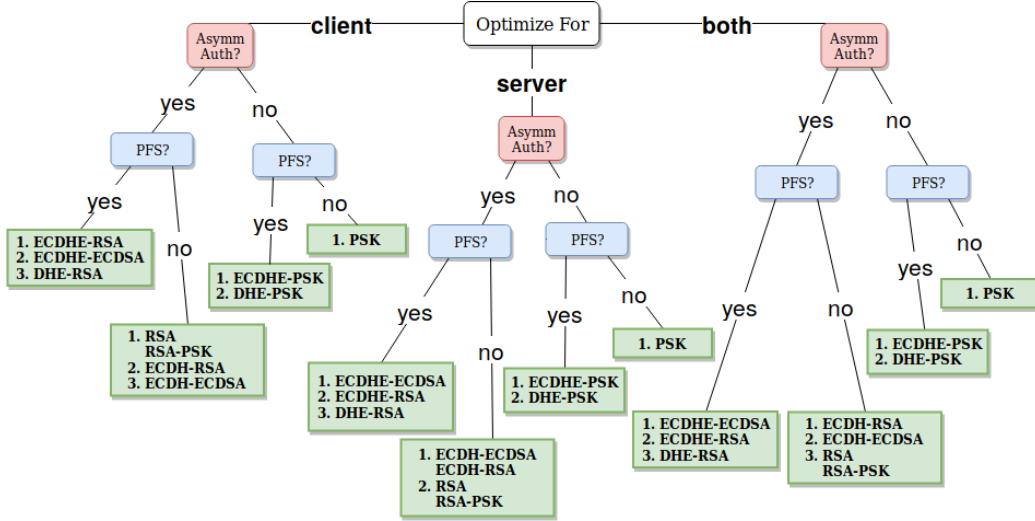 Optimize For
client
server
both
Asymm
Auth?
yes
no
PFS?
yes
no
1. ECDHE-RSA
2. ECDHE-ECDSA
3. DHE-RSA
1. RSA
RSA-PSK
2. ECDH-RSA
3. ECDH-ECDSA
PFS?
yes
no
1. ECDHE-PSK
2. DHE-PSK
1. PSK
Asymm
Auth?
yes
no
PFS?
yes
no
1. ECDHE-ECDSA
2. ECDHE-RSA
3. DHE-RSA
1. ECDH-ECDSA
ECDH-RSA
2. RSA
RSA-PSK
PFS?
yes
no
1. ECDHE-PSK
2. DHE-PSK
1. PSK
Asymm
Auth?
yes
no
PFS?
yes
no
1. ECDHE-ECDSA
2. ECDHE-RSA
3. DHE-RSA
1. ECDH-RSA
2. ECDH-ECDSA
3. RSA
RSA-PSK
PFS?
yes
no
1. ECDHE-PSK
2. DHE-PSK
1. PSK